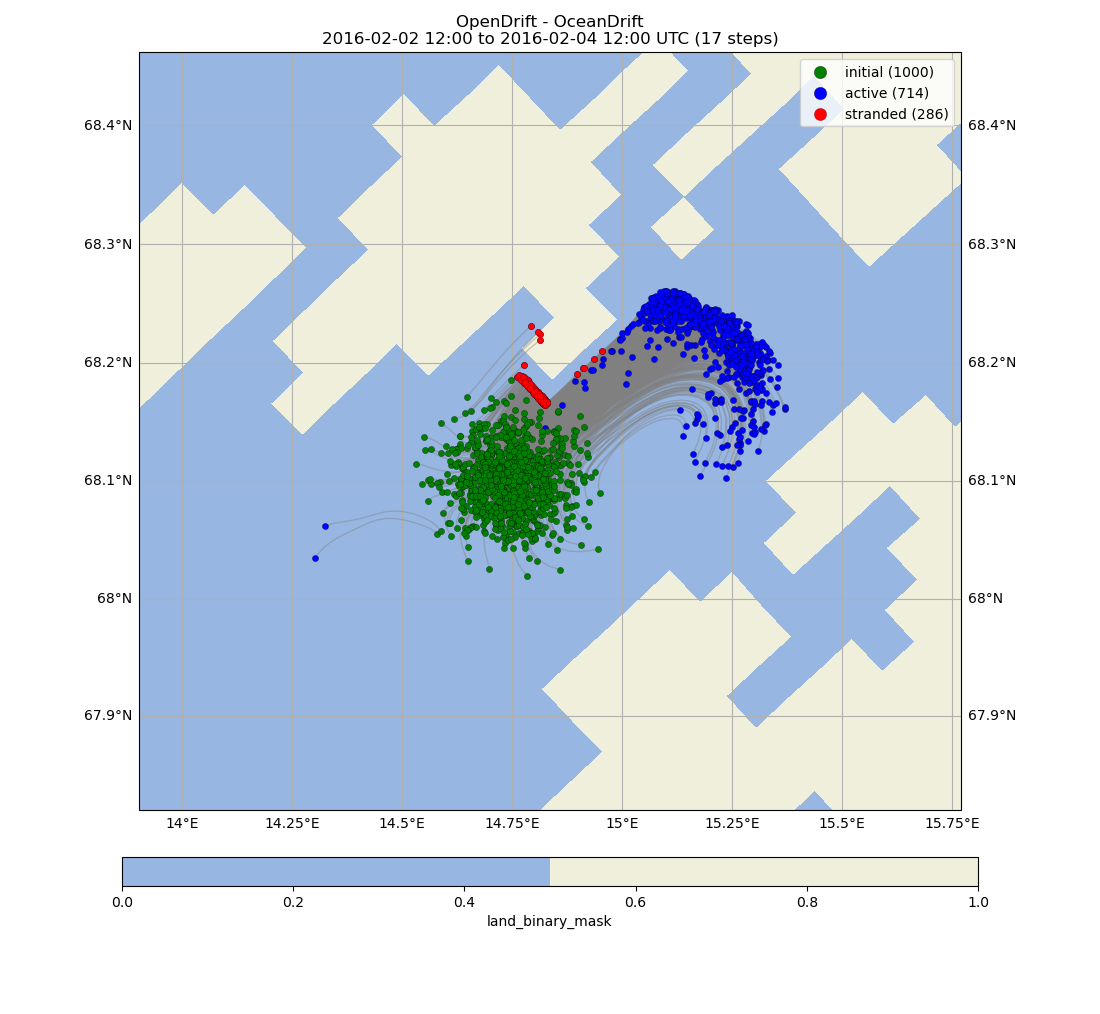 OpenDrift - OceanDrift
2016-02-02 12:00 to 2016-02-04 12:00 UTC (17 steps)
initial (1000)
active (714)
stranded (286)
68.4°N 68.4°N
68.3°N 68.3°N
68.2°N 68.2°N
68.1°N 68.1°N
68°N 68°N
67.9°N 67.9°N
14°E 14.25°E 14.5°E 14.75°E 15°E 15.25°E 15.5°E 15.75°E
0.0 0.2 0.4 0.6 0.8 1.0
land_binary_mask